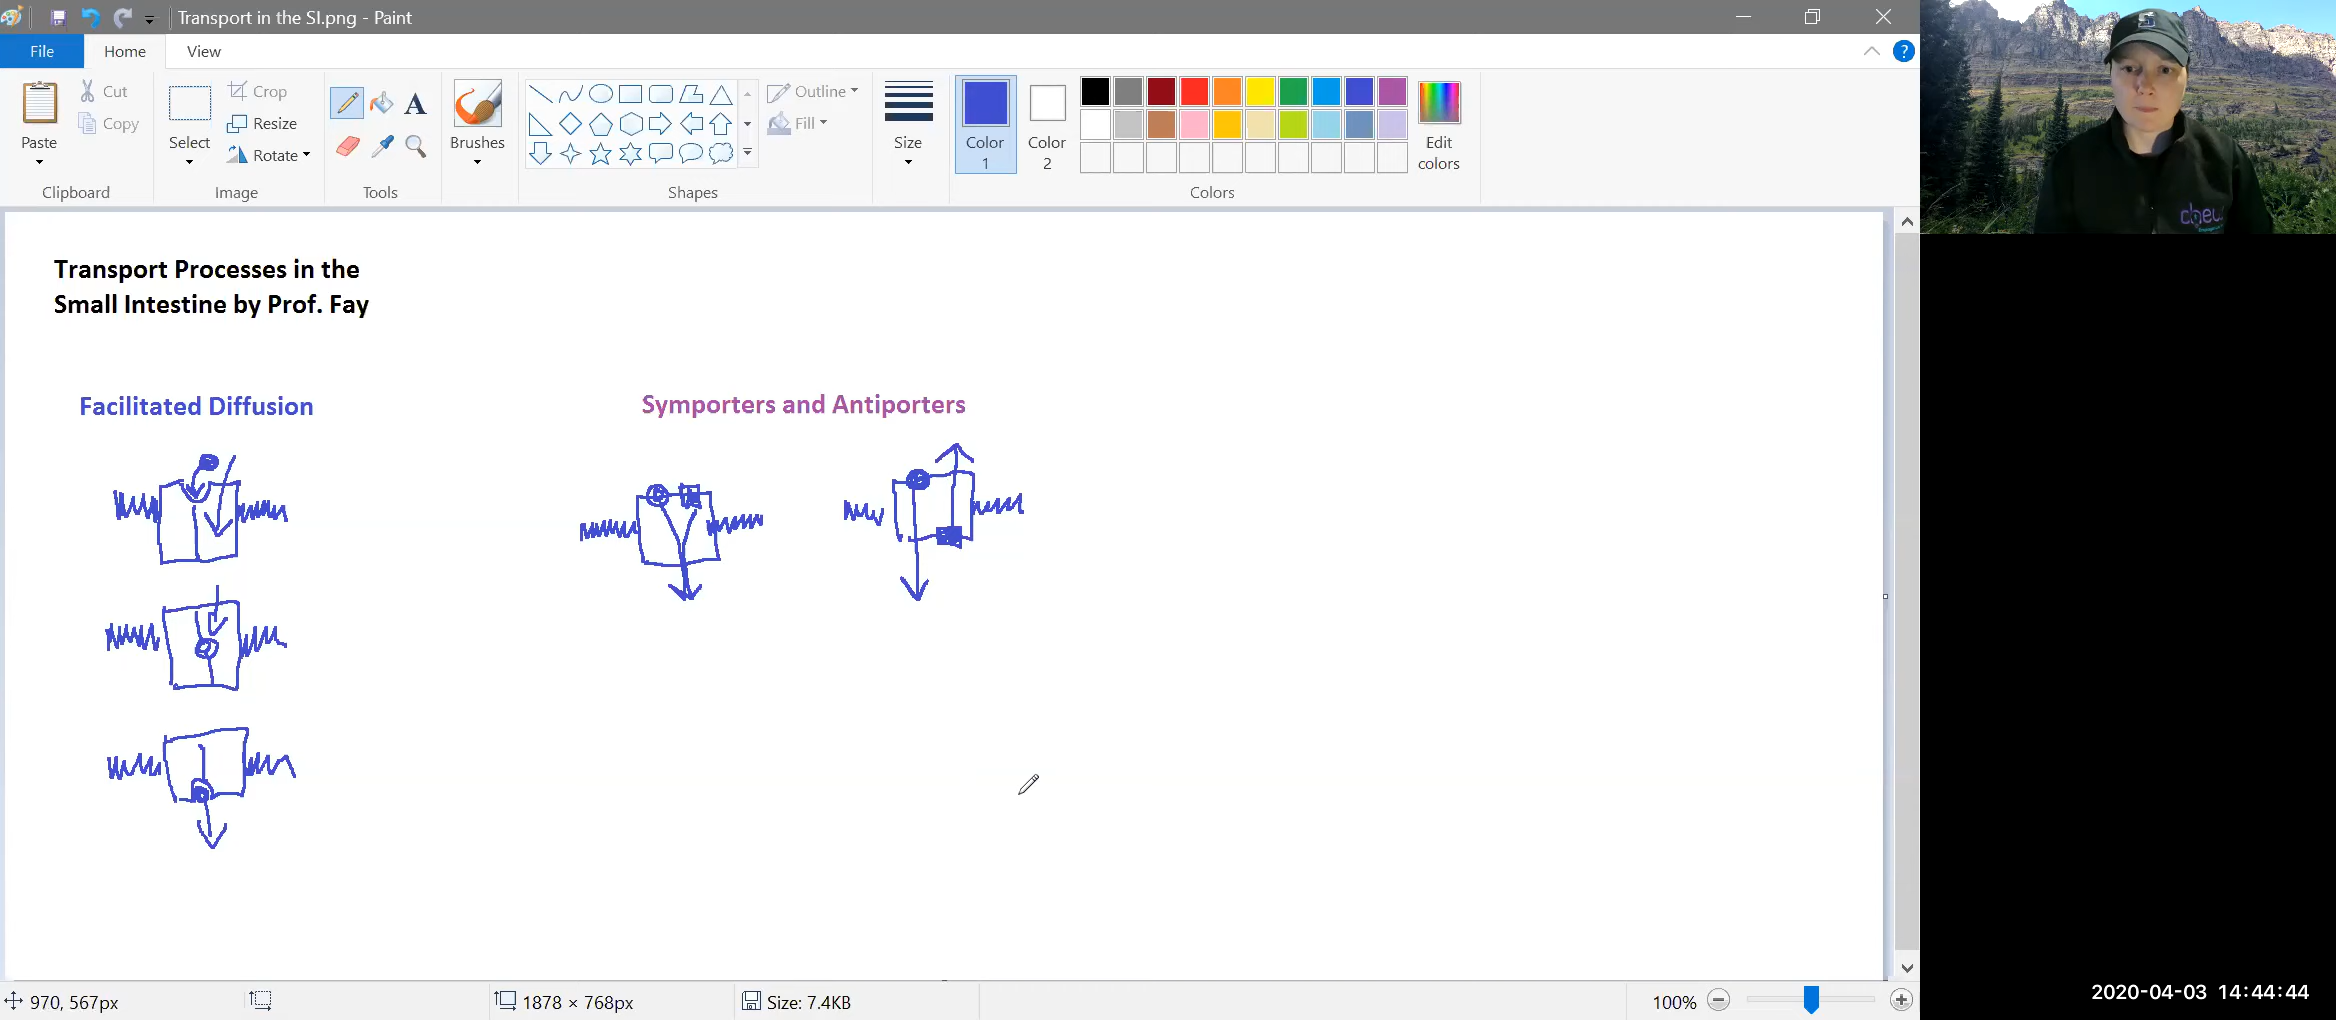 Transport in the SI.png - Paint
File Home View
Paste
Cut
Copy
Clipboard
Select
Crop
Resize
Rotate
Image
Tools
Brushes
Shapes
Outline
Fill
Size
Color 1
Color 2
Edit colors
Colors
Transport Processes in the
Small Intestine by Prof. Fay
Facilitated Diffusion
Symporters and Antiporters
970, 567px
1878 × 768px
Size: 7.4KB
100%
2020-04-03 14:44:44